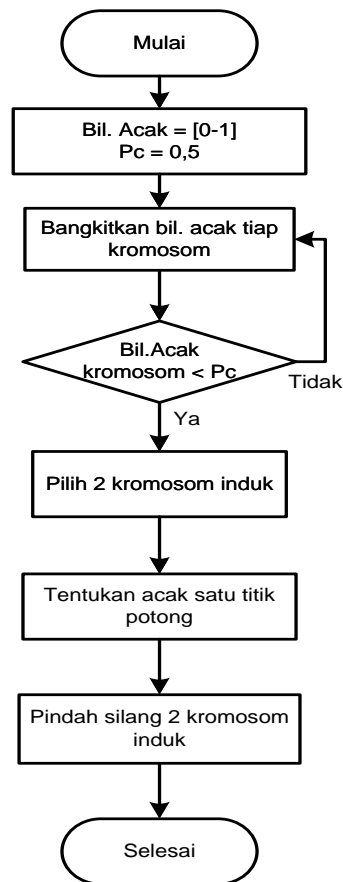 Mulai
Bil. Acak = [0-1]
Pc = 0,5
Bangkitkan bil. acak tiap
kromosom
Bil.Acak
kromosom < Pc
Tidak
Ya
Pilih 2 kromosom induk
Tentukan acak satu titik
potong
Pindah silang 2 kromosom
induk
Selesai